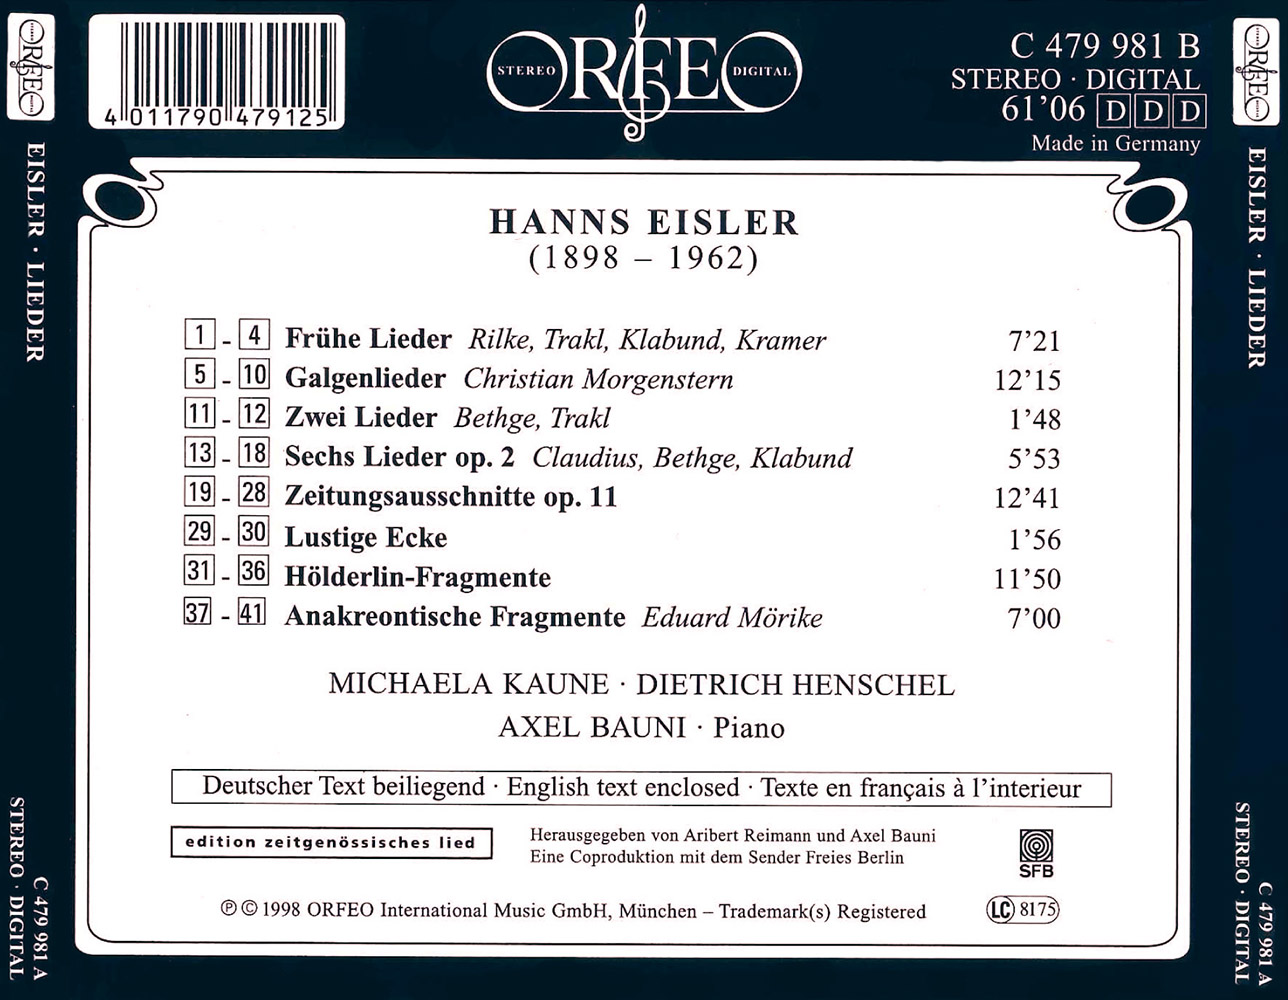 ORFEO
EISLER · LIEDER
STEREO · DIGITAL
C 479 981 A
4 011790 479125
STEREO ORFEO DIGITAL
C 479 981 B
STEREO · DIGITAL
61’06 D D D
Made in Germany
HANNS EISLER
(1898 – 1962)
1 - 4 Frühe Lieder Rilke, Trakl, Klabund, Kramer 7’21
5 - 10 Galgenlieder Christian Morgenstern 12’15
11 - 12 Zwei Lieder Bethge, Trakl 1’48
13 - 18 Sechs Lieder op. 2 Claudius, Bethge, Klabund 5’53
19 - 28 Zeitungsausschnitte op. 11 12’41
29 - 30 Lustige Ecke 1’56
31 - 36 Hölderlin-Fragmente 11’50
37 - 41 Anakreontische Fragmente Eduard Mörike 7’00
MICHAELA KAUNE · DIETRICH HENSCHEL
AXEL BAUNI · Piano
Deutscher Text beiliegend · English text enclosed · Texte en français à l’interieur
edition zeitgenössisches lied
Herausgegeben von Aribert Reimann und Axel Bauni
Eine Coproduktion mit dem Sender Freies Berlin
SFB
℗ © 1998 ORFEO International Music GmbH, München – Trademark(s) Registered
LC 8175
ORFEO
EISLER · LIEDER
C 479 981 A
STEREO · DIGITAL